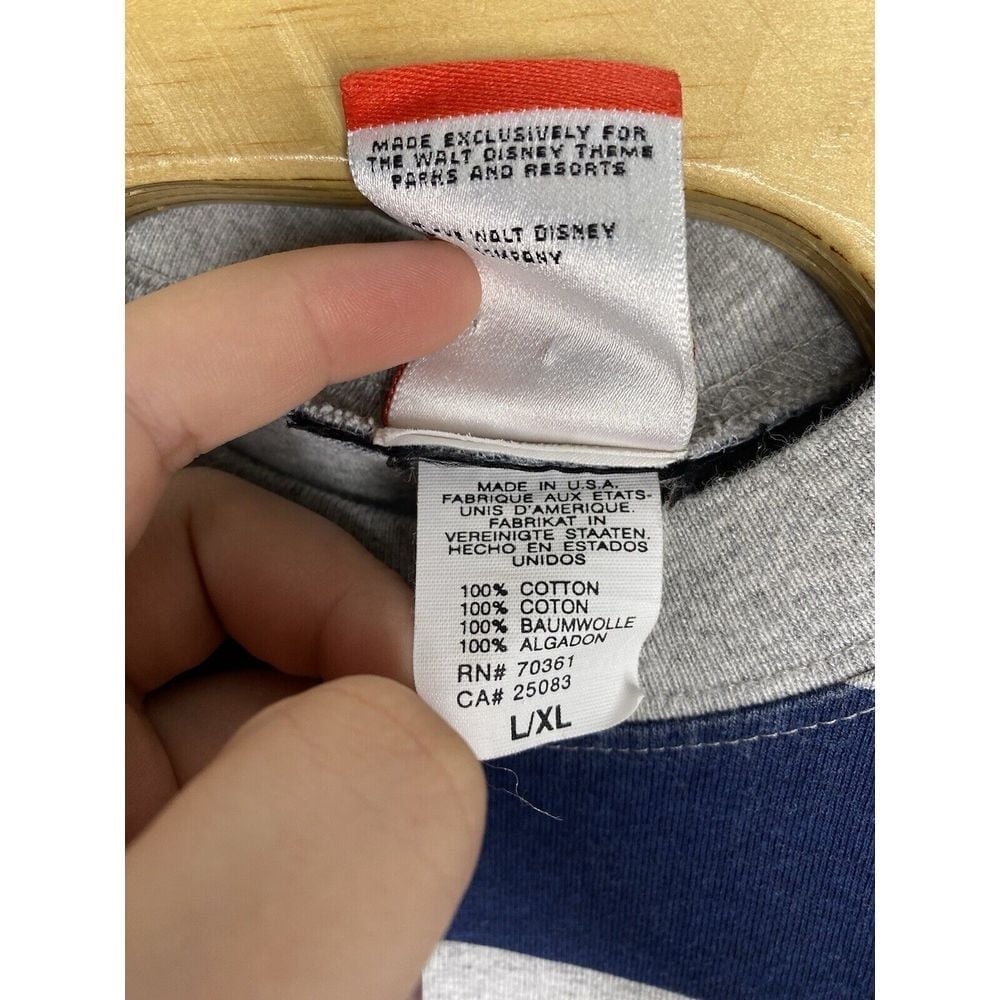 MADE EXCLUSIVELY FOR
THE WALT DISNEY THEME
PARKS AND RESORTS
WALT DISNEY
COMPANY
MADE IN U.S.A.
FABRIQUE AUX ETATS-
UNIS D'AMERIQUE.
FABRIKAT IN
VEREINIGTE STAATEN.
HECHO EN ESTADOS
UNIDOS
100% COTTON
100% COTON
100% BAUMWOLLE
100% ALGADON
RN# 70361
CA# 25083
L/XL